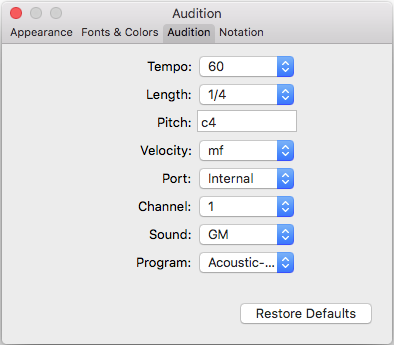 Audition
Appearance Fonts & Colors Audition Notation
Tempo: 60
Length: 1/4
Pitch: c4
Velocity: mf
Port: Internal
Channel: 1
Sound: GM
Program: Acoustic-...
Restore Defaults